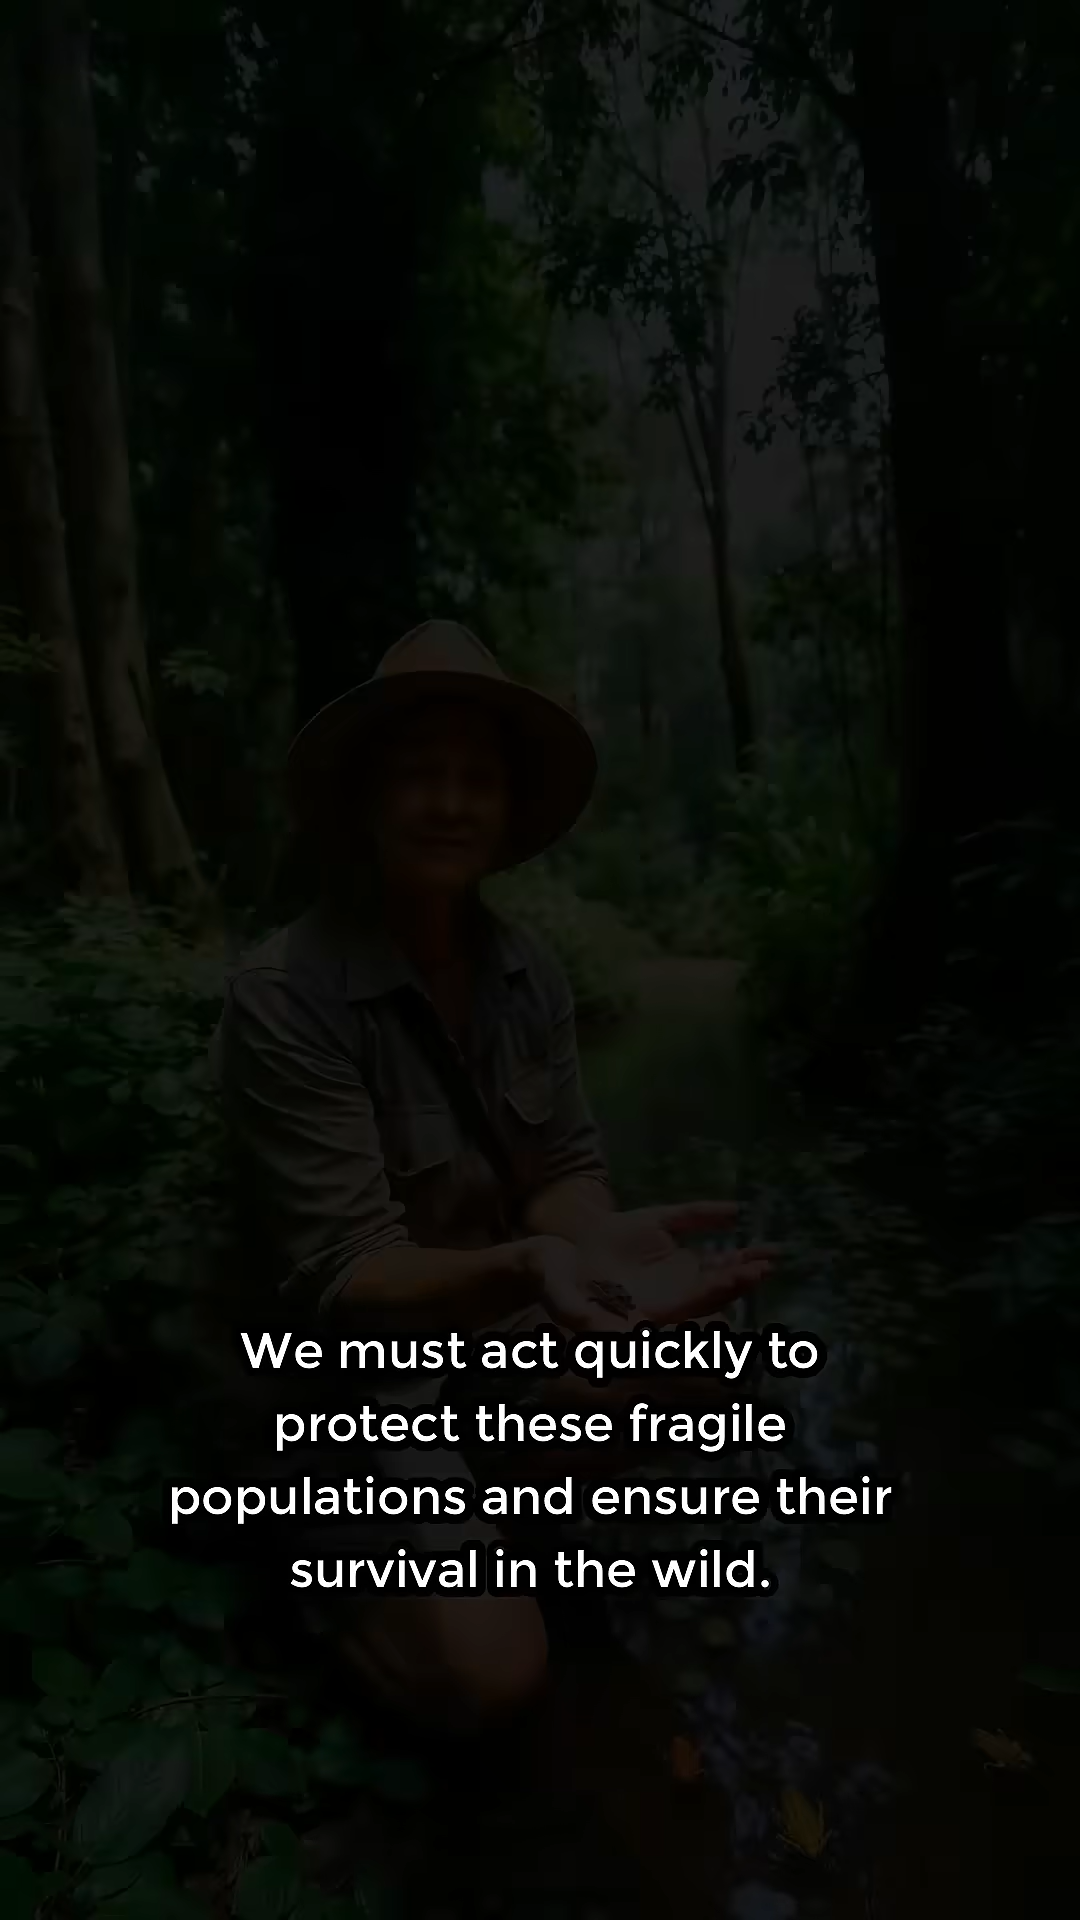 We must act quickly to
protect these fragile
populations and ensure their
survival in the wild.